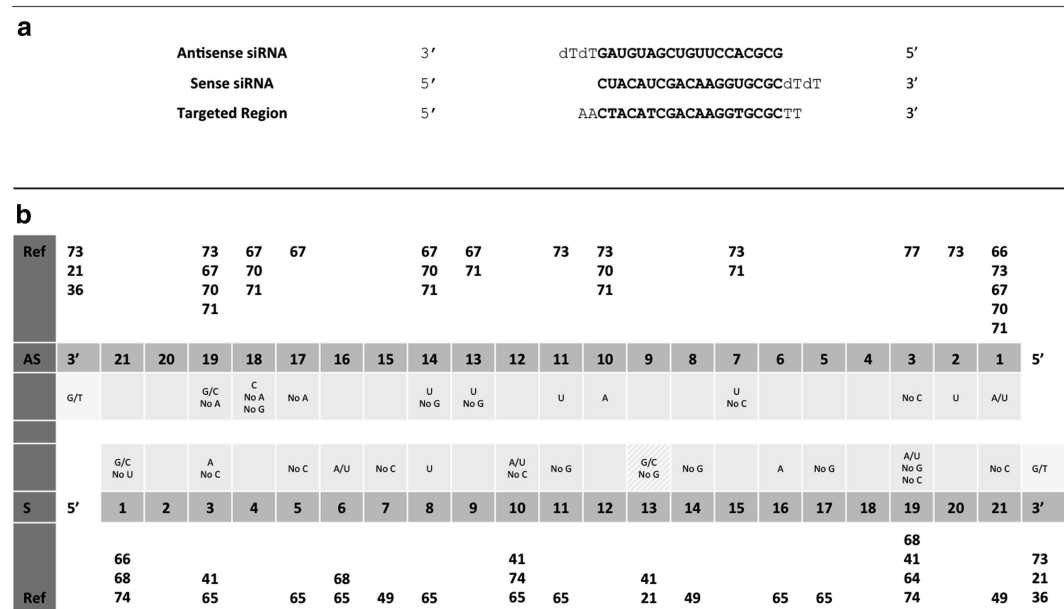 a
Antisense siRNA 3′ dTdTGAUGUAGCUGUUCCACGCG 5′
Sense siRNA 5′ CUACAUCGACAAGGUGCGCdTdT 3′
Targeted Region 5′ AACTACATCGACAAGGTGCGCTT 3′
b
Ref 73 73 67 67 67 67 73 73 73 77 73 66
21 67 70 70 71 70 71 73
36 70 71 71 71 67
71 70
71
AS 3′ 21 20 19 18 17 16 15 14 13 12 11 10 9 8 7 6 5 4 3 2 1 5′
G/T G/C C No A U U U A U No C U A/U
No A No A No G No G No C
No G
G/C A No C A/U No C U A/U No G G/C No G A No G A/U No C G/T
No U No C No C No G No G
No C
S 5′ 1 2 3 4 5 6 7 8 9 10 11 12 13 14 15 16 17 18 19 20 21 3′
68
66 41 41 73
68 41 68 74 41 64 21
Ref 74 65 65 65 49 65 65 65 21 49 65 65 74 49 36